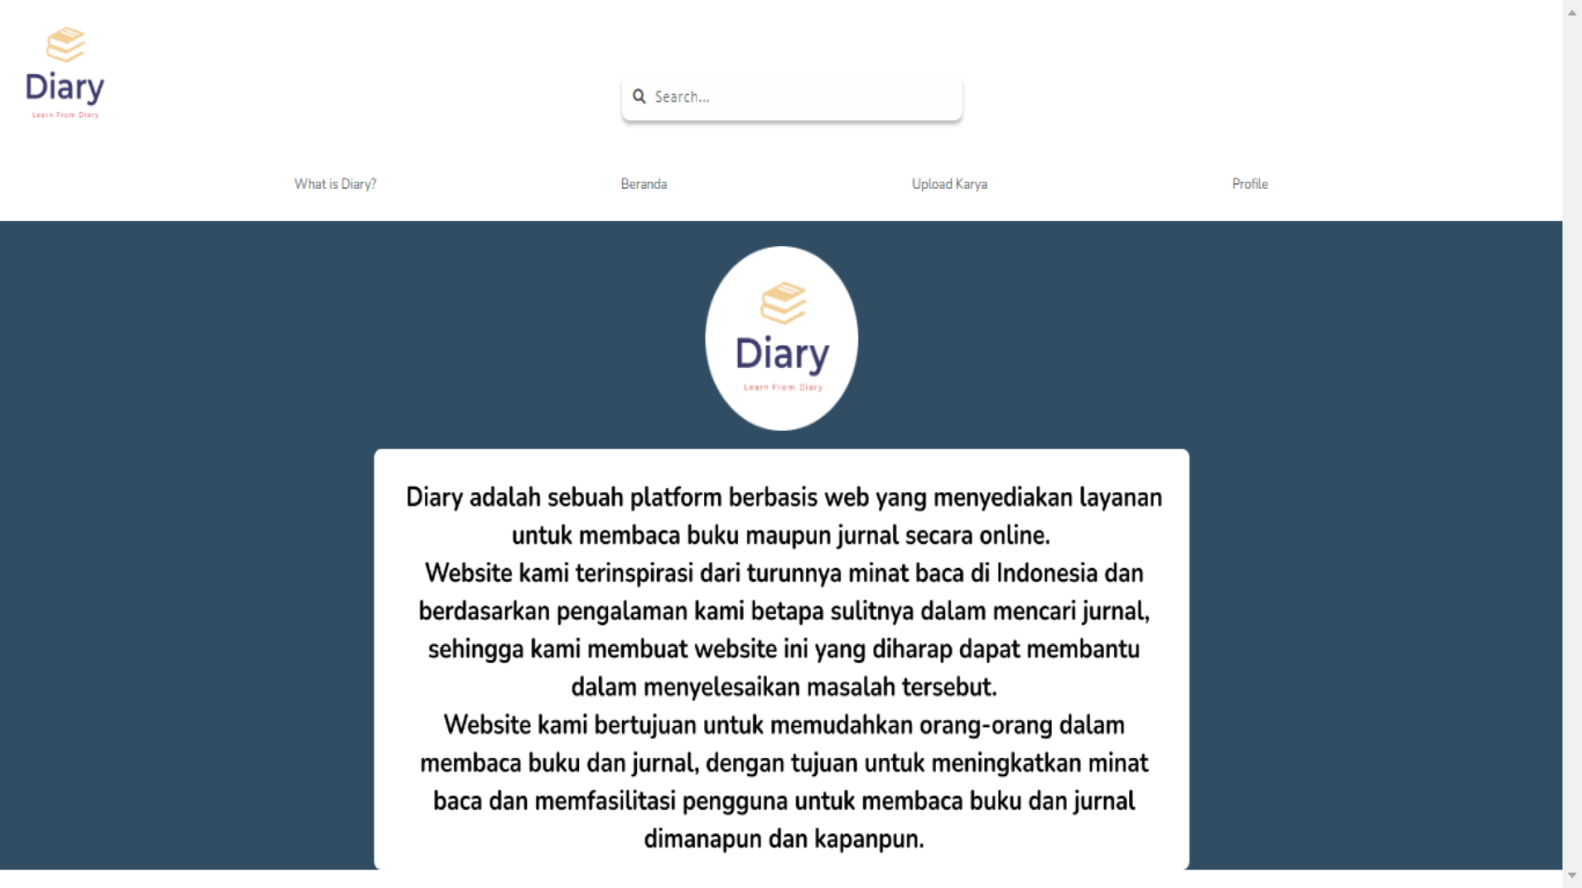 Diary
Learn From Diary
Search...
What is Diary?
Beranda
Upload Karya
Profile
Diary
Learn From Diary
Diary adalah sebuah platform berbasis web yang menyediakan layanan
untuk membaca buku maupun jurnal secara online.
Website kami terinspirasi dari turunnya minat baca di Indonesia dan
berdasarkan pengalaman kami betapa sulitnya dalam mencari jurnal,
sehingga kami membuat website ini yang diharap dapat membantu
dalam menyelesaikan masalah tersebut.
Website kami bertujuan untuk memudahkan orang-orang dalam
membaca buku dan jurnal, dengan tujuan untuk meningkatkan minat
baca dan memfasilitasi pengguna untuk membaca buku dan jurnal
dimanapun dan kapanpun.